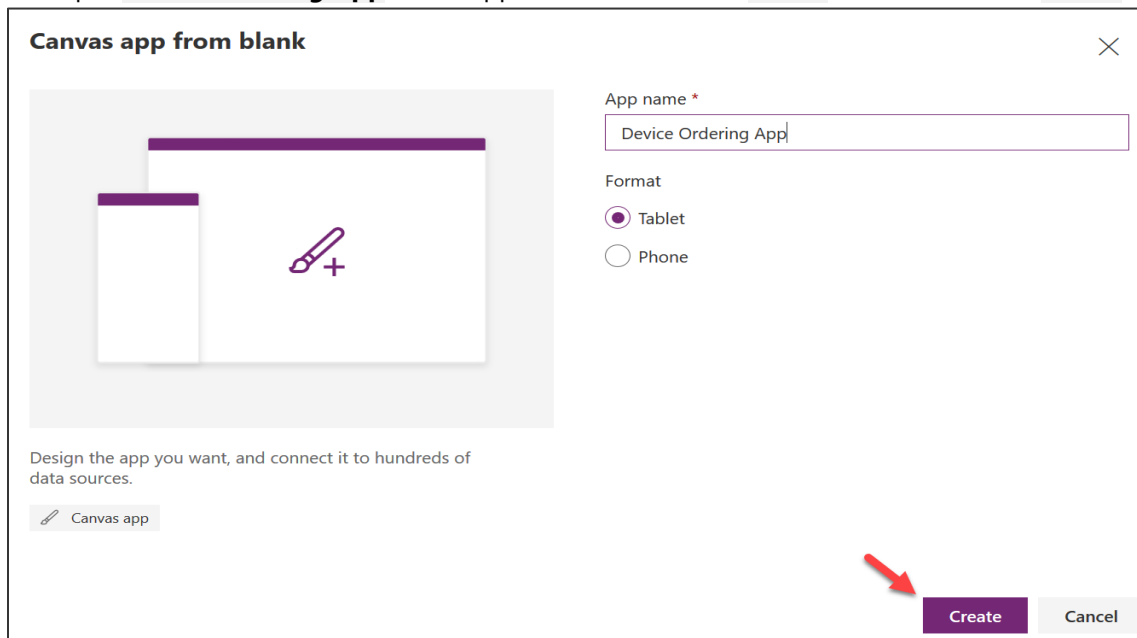 Canvas app from blank
App name *
Device Ordering App
Format
Tablet
Phone
Design the app you want, and connect it to hundreds of
data sources.
Canvas app
Create
Cancel